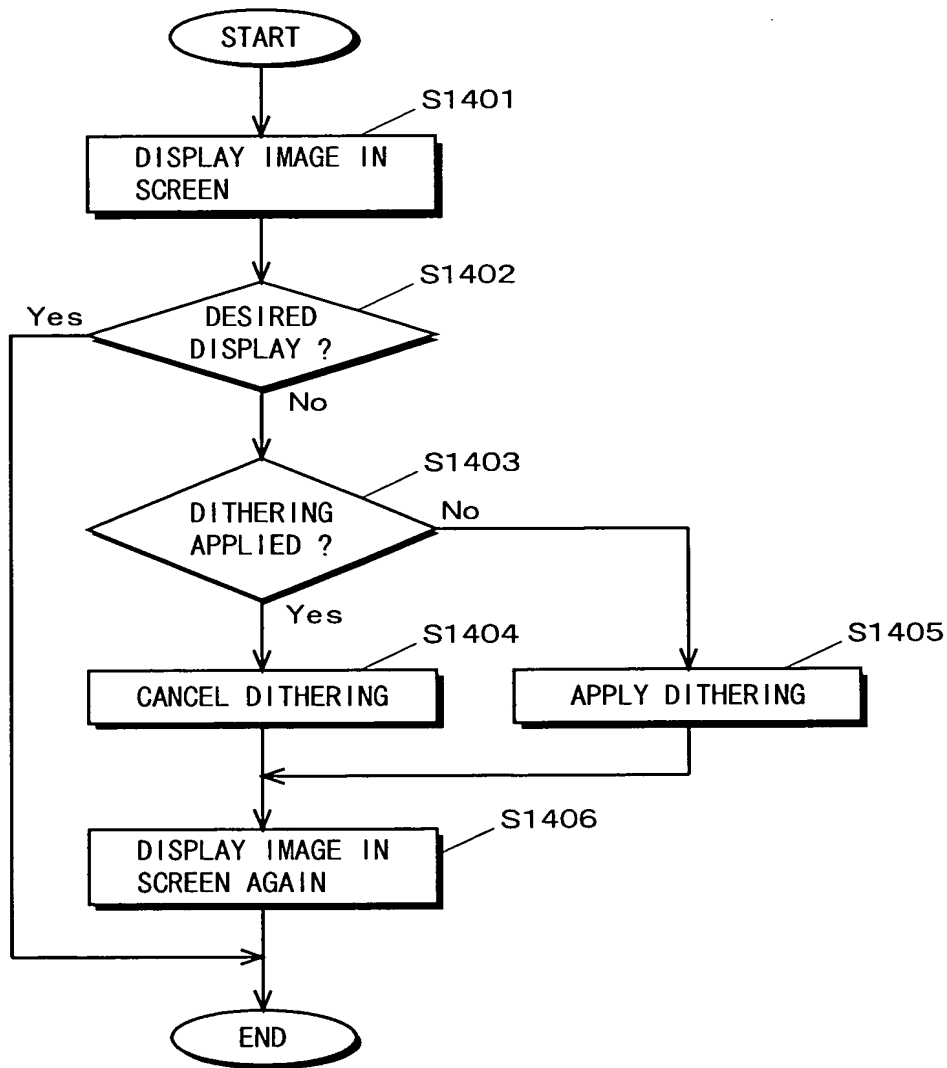 START
S1401
DISPLAY IMAGE IN
SCREEN
S1402
Yes
DESIRED
DISPLAY ?
No
S1403
DITHERING
APPLIED ?
No
Yes
S1404
S1405
CANCEL DITHERING
APPLY DITHERING
S1406
DISPLAY IMAGE IN
SCREEN AGAIN
END